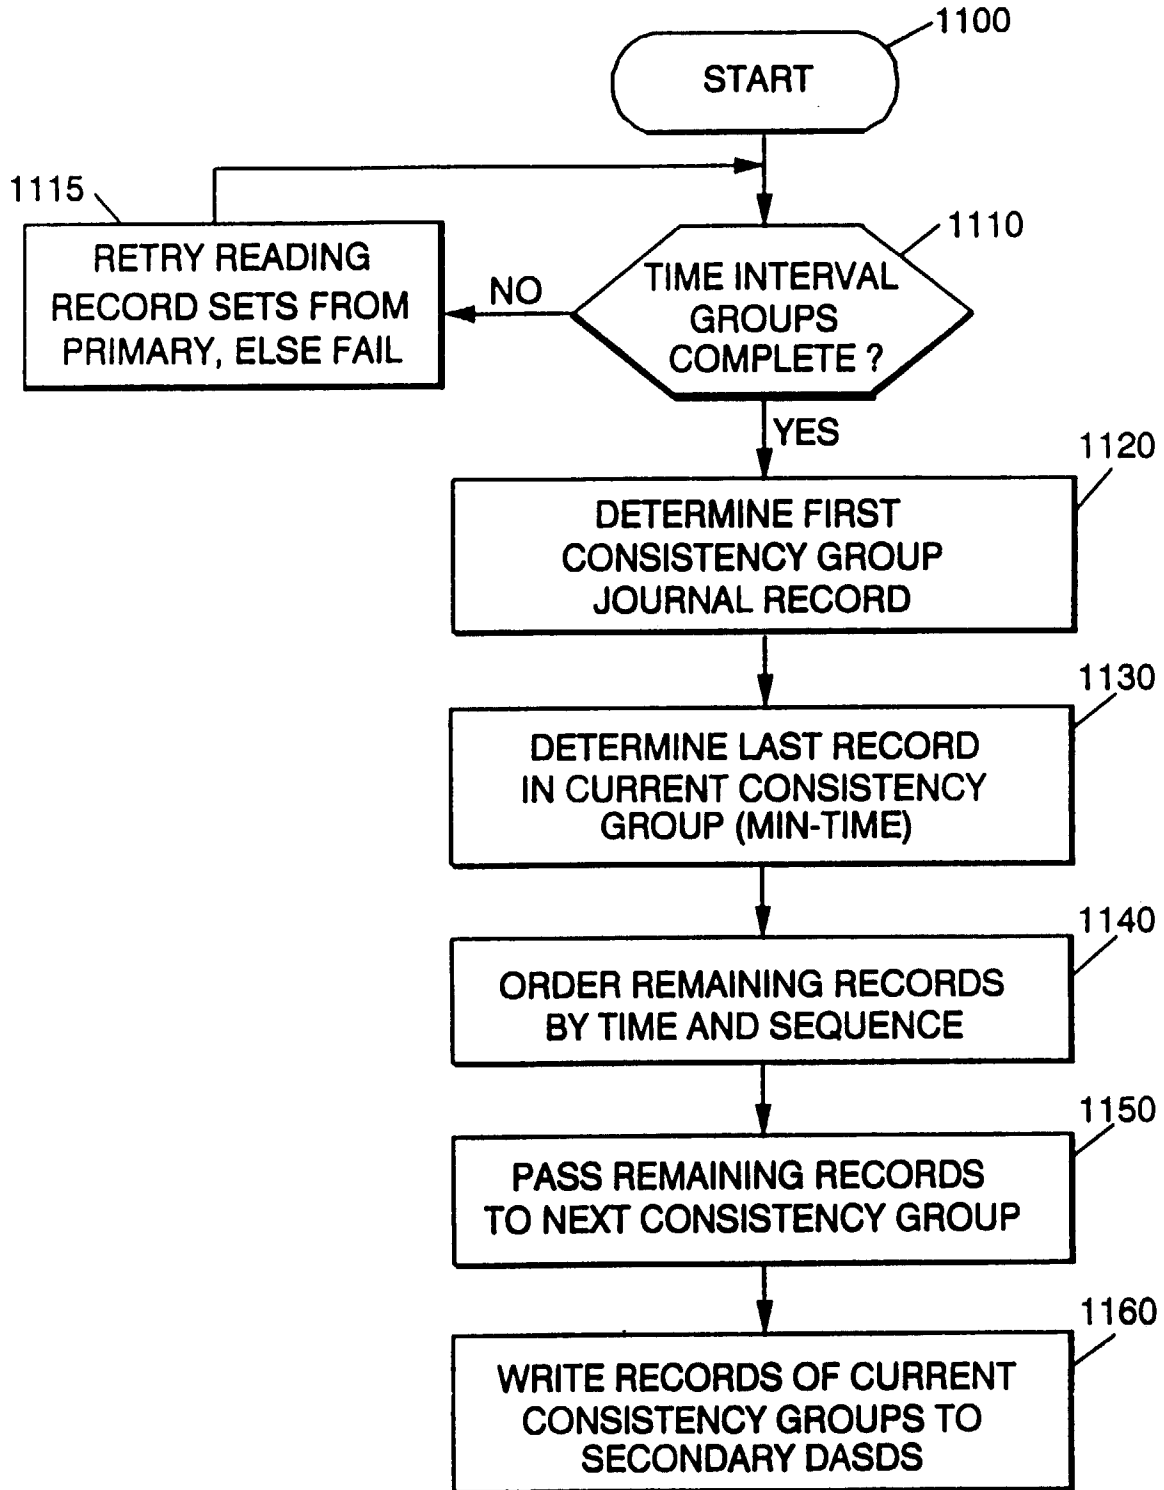 1100
START
1115
RETRY READING
RECORD SETS FROM
PRIMARY, ELSE FAIL
NO
1110
TIME INTERVAL
GROUPS
COMPLETE ?
YES
1120
DETERMINE FIRST
CONSISTENCY GROUP
JOURNAL RECORD
1130
DETERMINE LAST RECORD
IN CURRENT CONSISTENCY
GROUP (MIN-TIME)
1140
ORDER REMAINING RECORDS
BY TIME AND SEQUENCE
1150
PASS REMAINING RECORDS
TO NEXT CONSISTENCY GROUP
1160
WRITE RECORDS OF CURRENT
CONSISTENCY GROUPS TO
SECONDARY DASDS